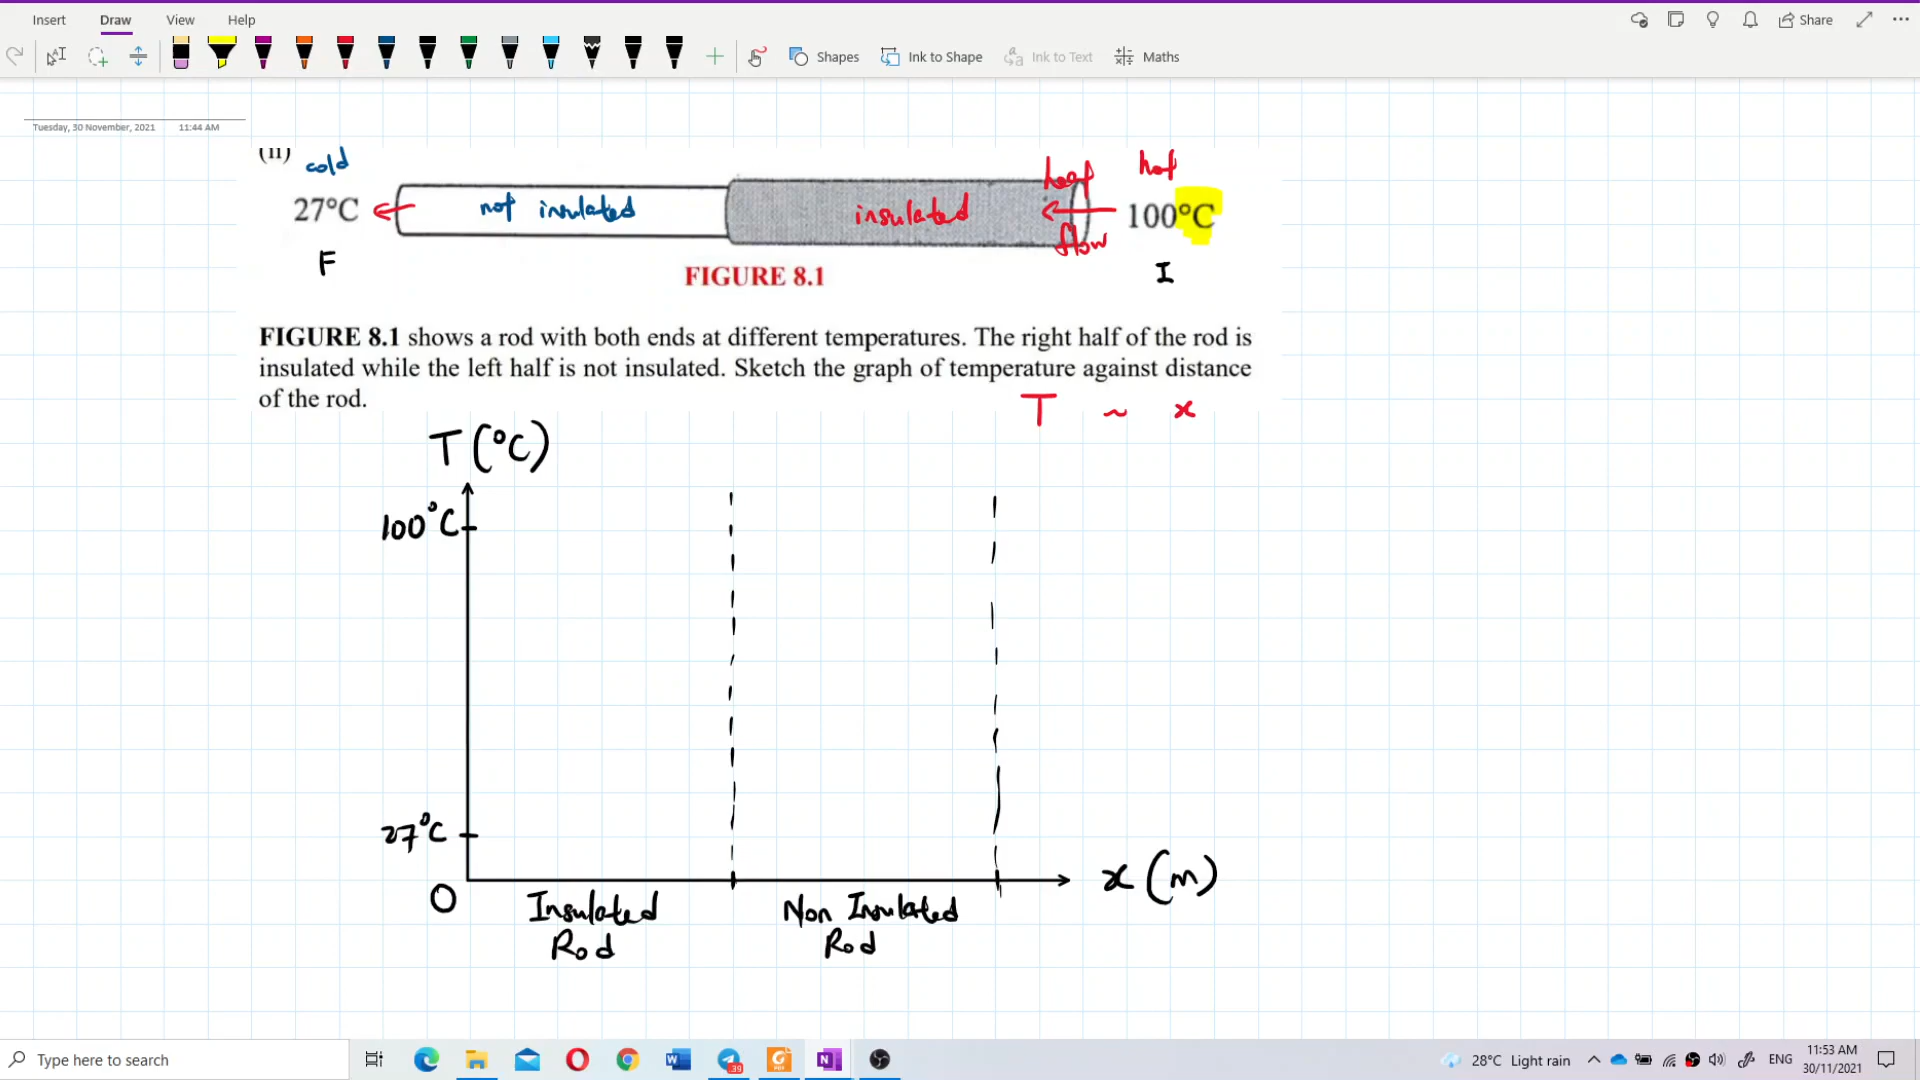 Insert Draw View Help
Share
Shapes Ink to Shape Ink to Text Maths
Tuesday, 30 November, 2021 11:44 AM
(ii)
cold
27°C
F
not insulated
insulated
heat
flow
hot
100°C
I
FIGURE 8.1
FIGURE 8.1 shows a rod with both ends at different temperatures. The right half of the rod is
insulated while the left half is not insulated. Sketch the graph of temperature against distance
of the rod.
T ~ x
T (°C)
100°C
27°C
O
x (m)
Insulated
Rod
Non Insulated
Rod
Type here to search
39
28°C Light rain
ENG
11:53 AM
30/11/2021